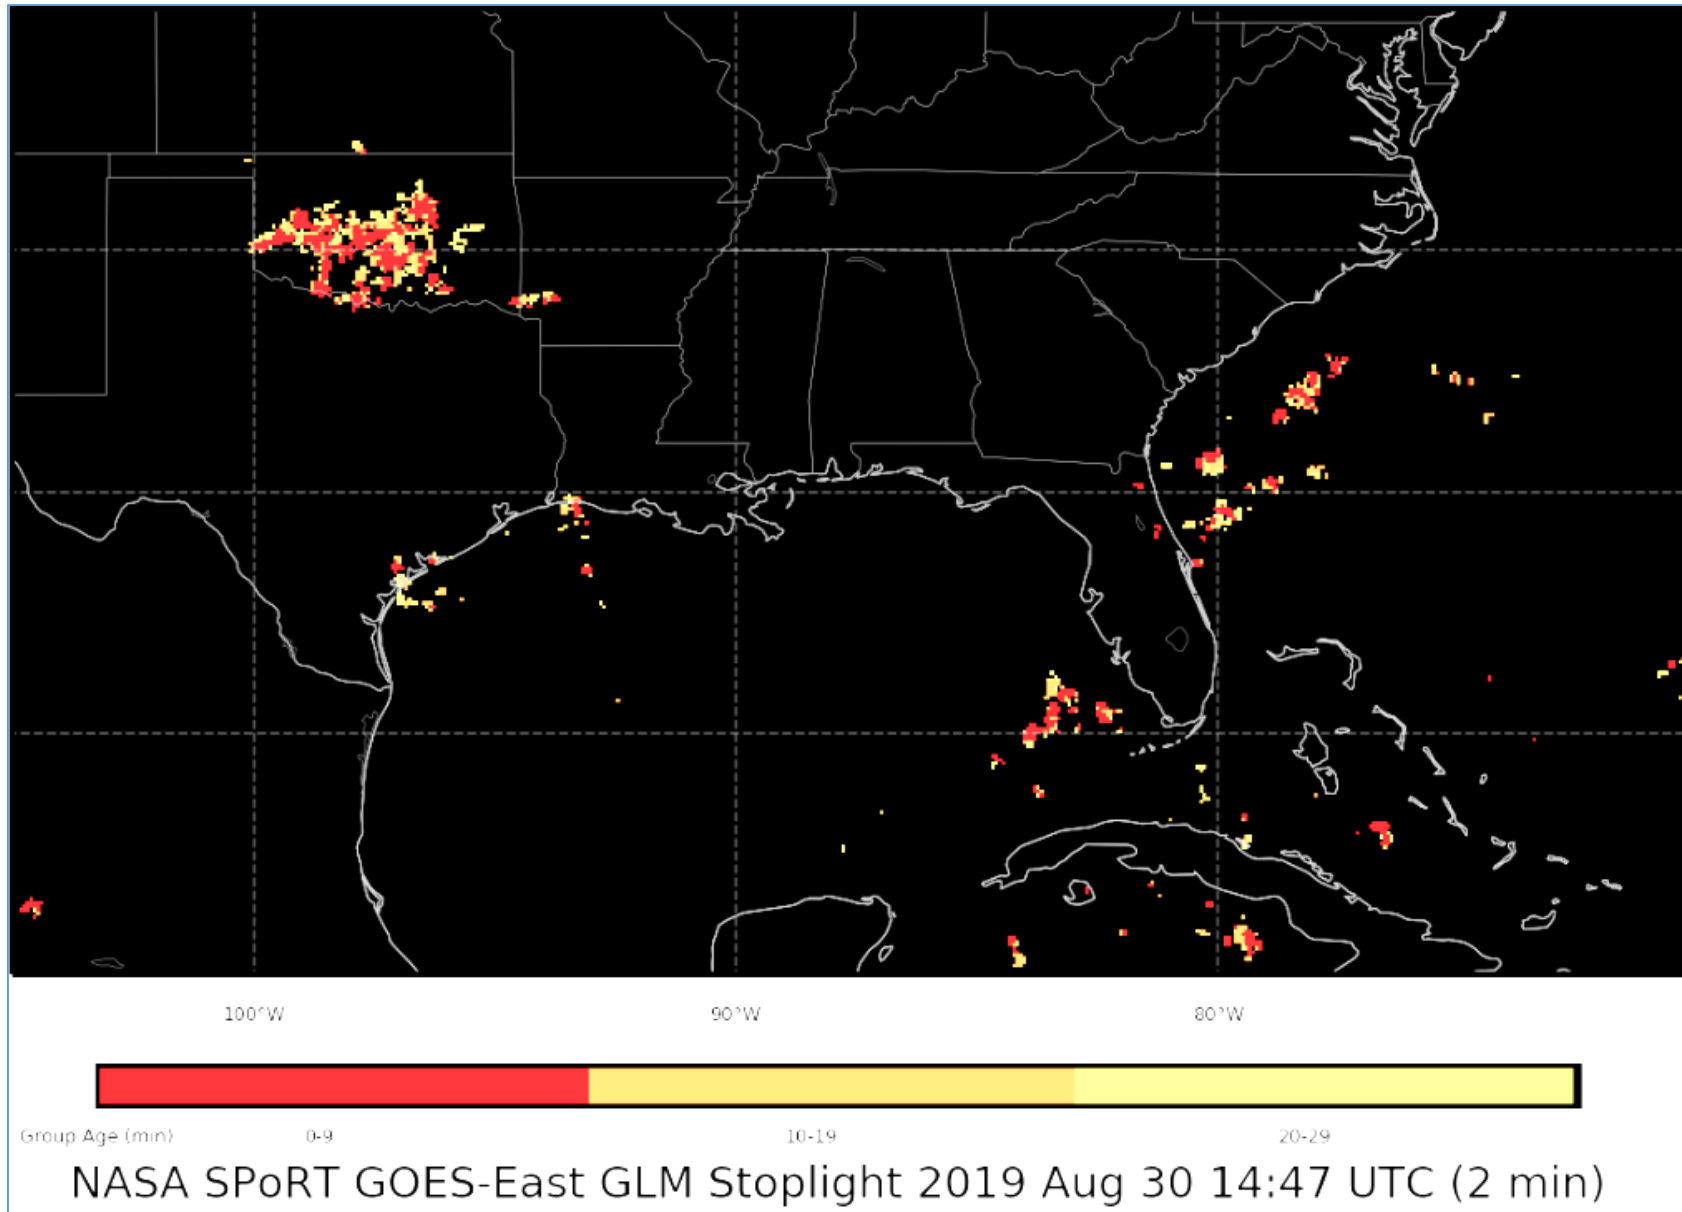 100°W 90°W 80°W
Group Age (min) 0-9 10-19 20-29
NASA SPoRT GOES-East GLM Stoplight 2019 Aug 30 14:47 UTC (2 min)